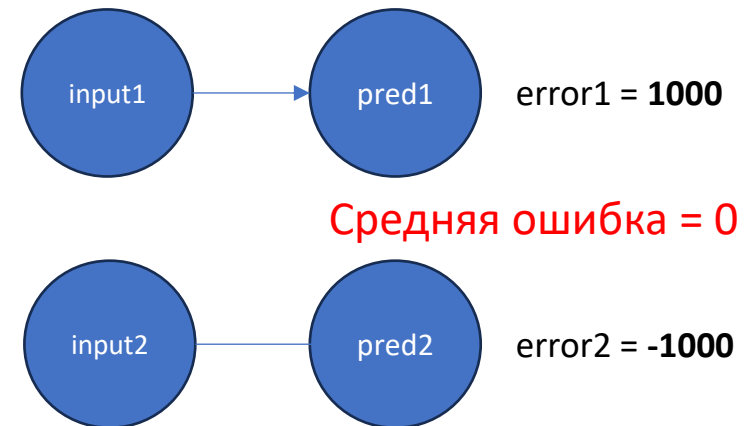 input1
pred1
error1 = 1000
Средняя ошибка = 0
input2
pred2
error2 = -1000